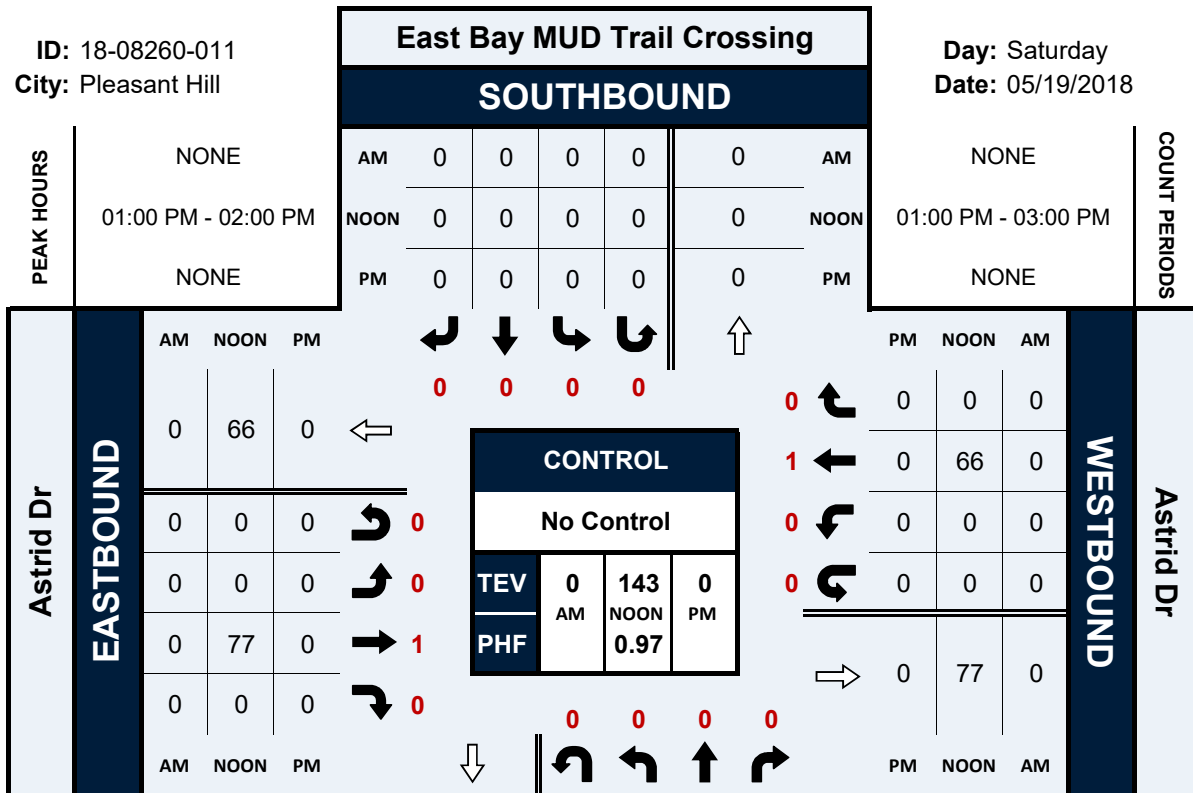 East Bay MUD Trail Crossing
ID: 18-08260-011
City: Pleasant Hill
Day: Saturday
Date: 05/19/2018
SOUTHBOUND
PEAK HOURS
NONE
01:00 PM - 02:00 PM
NONE
AM 0 0 0 0 0 AM
NOON 0 0 0 0 0 NOON
PM 0 0 0 0 0 PM
NONE
01:00 PM - 03:00 PM
NONE
COUNT PERIODS
0 0 0 0
Astrid Dr
EASTBOUND
AM NOON PM
0 66 0
0 0 0 0
0 0 0 0
0 77 0 1
0 0 0 0
AM NOON PM
CONTROL
No Control
TEV 0 143 0
AM NOON PM
PHF 0.97
PM NOON AM
0 0 0 0
1 0 66 0
0 0 0 0
0 0 0 0
0 77 0
PM NOON AM
WESTBOUND
Astrid Dr
0 0 0 0